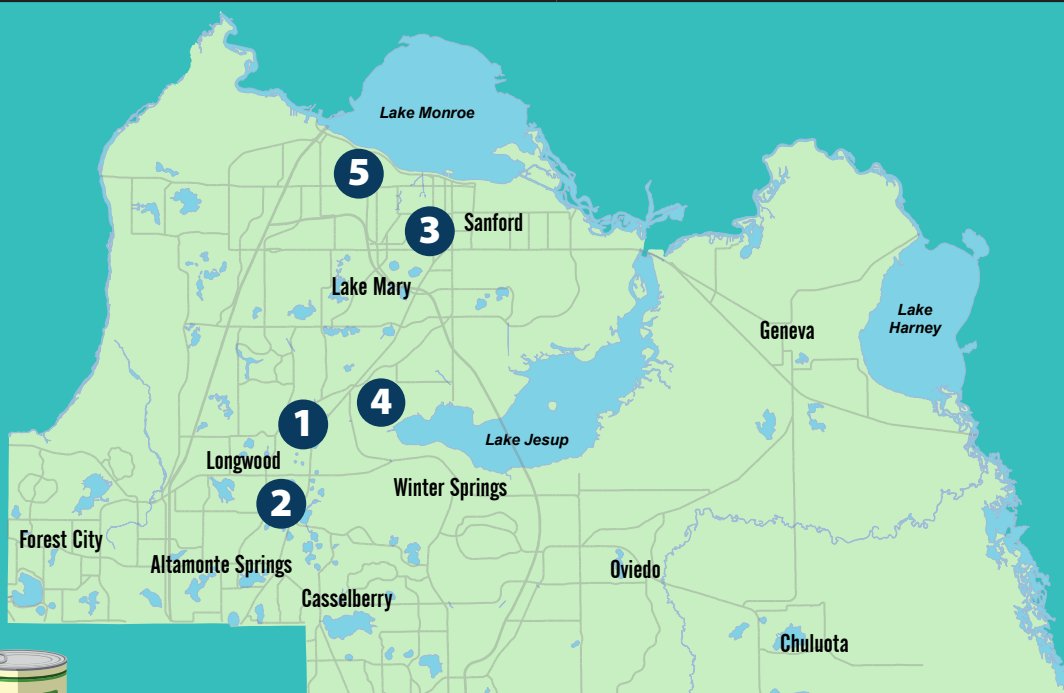 Lake Monroe
5
3
Sanford
Lake Mary
Geneva
Lake
Harney
4
1
Lake Jesup
Longwood
Winter Springs
2
Forest City
Altamonte Springs
Oviedo
Casselberry
Chuluota